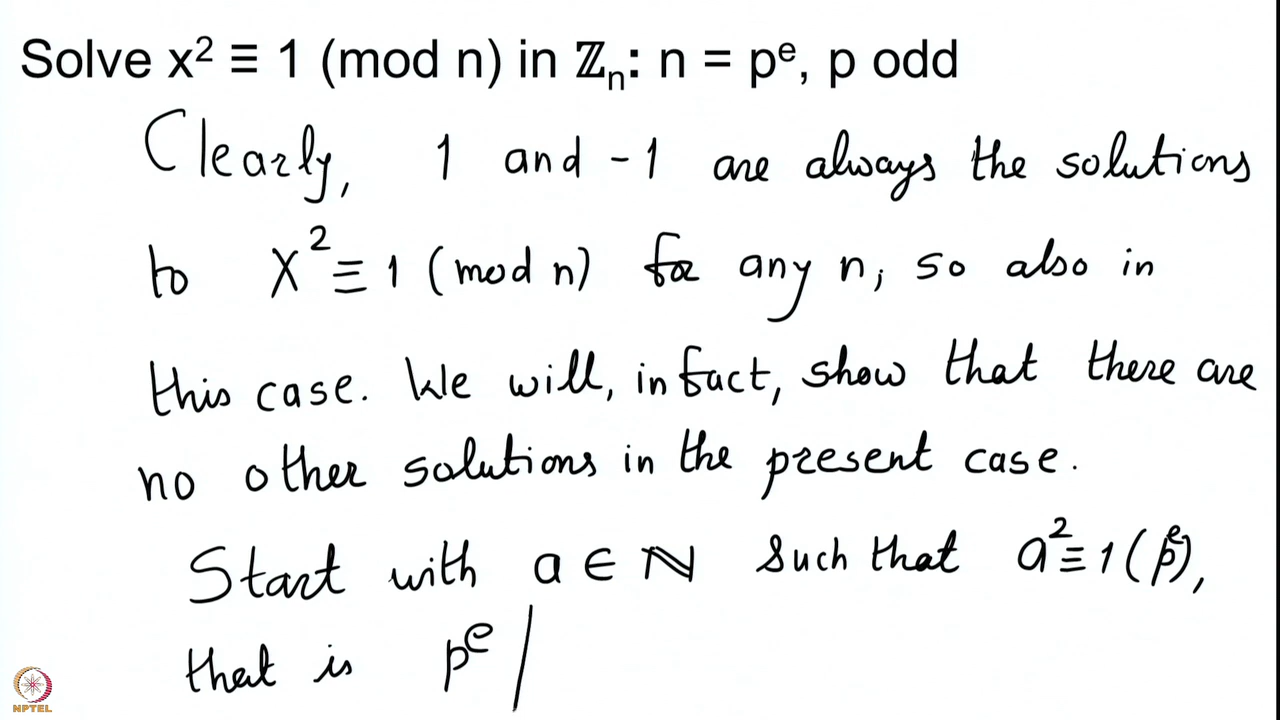 Solve x² ≡ 1 (mod n) in ℤₙ: n = pᵉ, p odd
Clearly, 1 and -1 are always the solutions
to X² ≡ 1 (mod n) for any n, so also in
this case. We will, in fact, show that there are
no other solutions in the present case.
Start with a ∈ ℕ such that a² ≡ 1 (pᵉ),
that is pᵉ |
NPTEL